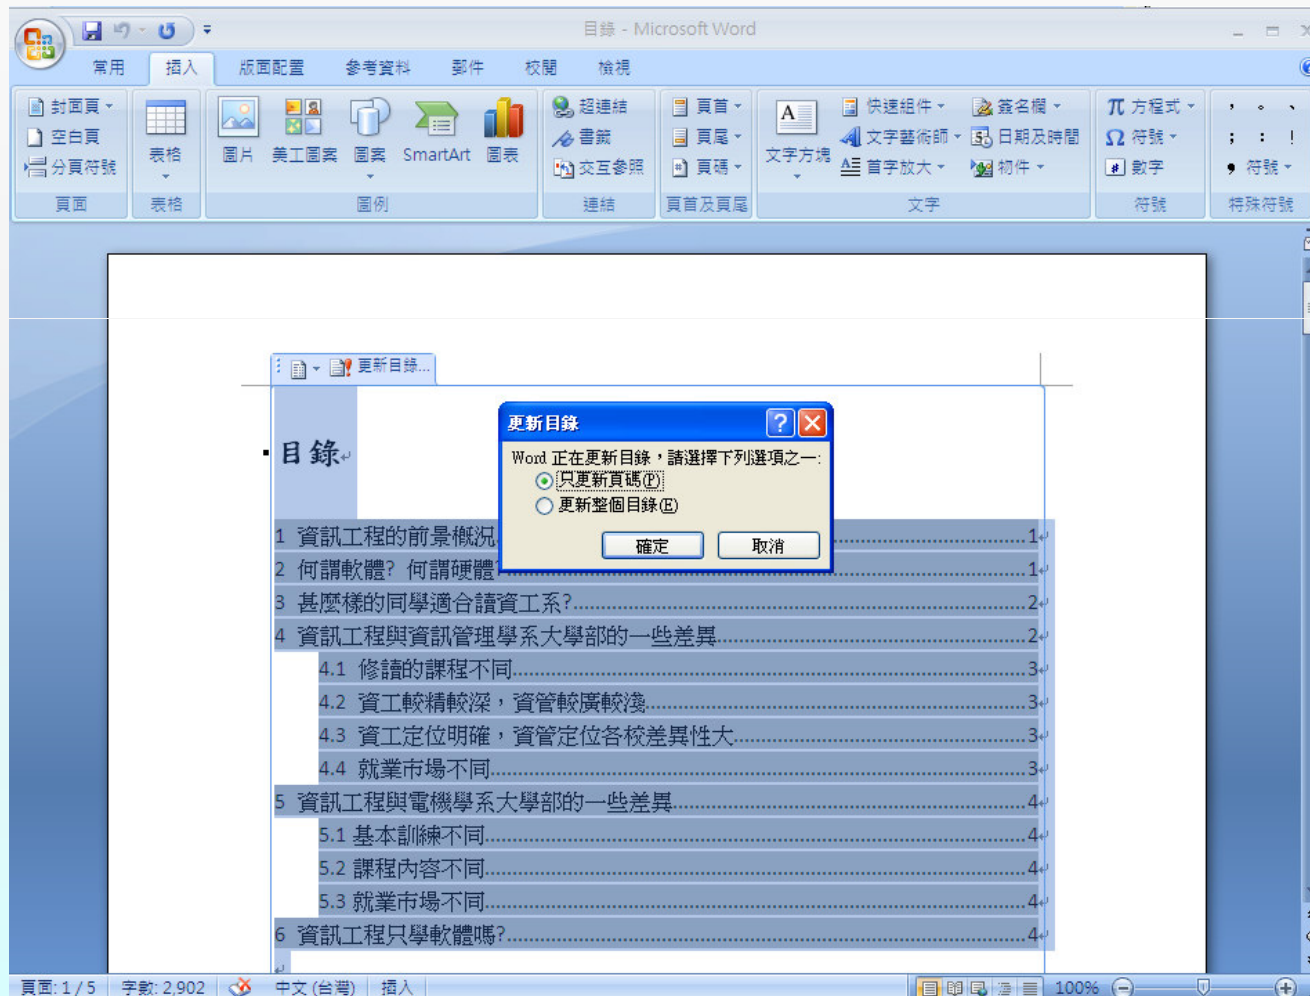 目錄 - Microsoft Word
常用 插入 版面配置 參考資料 郵件 校閱 檢視
封面頁
空白頁
分頁符號
頁面
表格
表格
圖片 美工圖案 圖案 SmartArt 圖表
圖例
超連結
書籤
交互參照
連結
頁首
頁尾
頁碼
頁首及頁尾
文字方塊
快速組件
文字藝術師
首字放大
簽名欄
日期及時間
物件
文字
π 方程式
Ω 符號
# 數字
符號
, 。 、
; : !
, 符號
特殊符號
更新目錄...
目錄
更新目錄
Word 正在更新目錄，請選擇下列選項之一:
只更新頁碼(P)
更新整個目錄(E)
確定 取消
1 資訊工程的前景概況 1
2 何謂軟體? 何謂硬體? 1
3 甚麼樣的同學適合讀資工系? 2
4 資訊工程與資訊管理學系大學部的一些差異 2
4.1 修讀的課程不同 3
4.2 資工較精較深，資管較廣較淺 3
4.3 資工定位明確，資管定位各校差異性大 3
4.4 就業市場不同 3
5 資訊工程與電機學系大學部的一些差異 4
5.1 基本訓練不同 4
5.2 課程內容不同 4
5.3 就業市場不同 4
6 資訊工程只學軟體嗎? 4
頁面: 1 / 5 字數: 2,902 中文 (台灣) 插入 100%